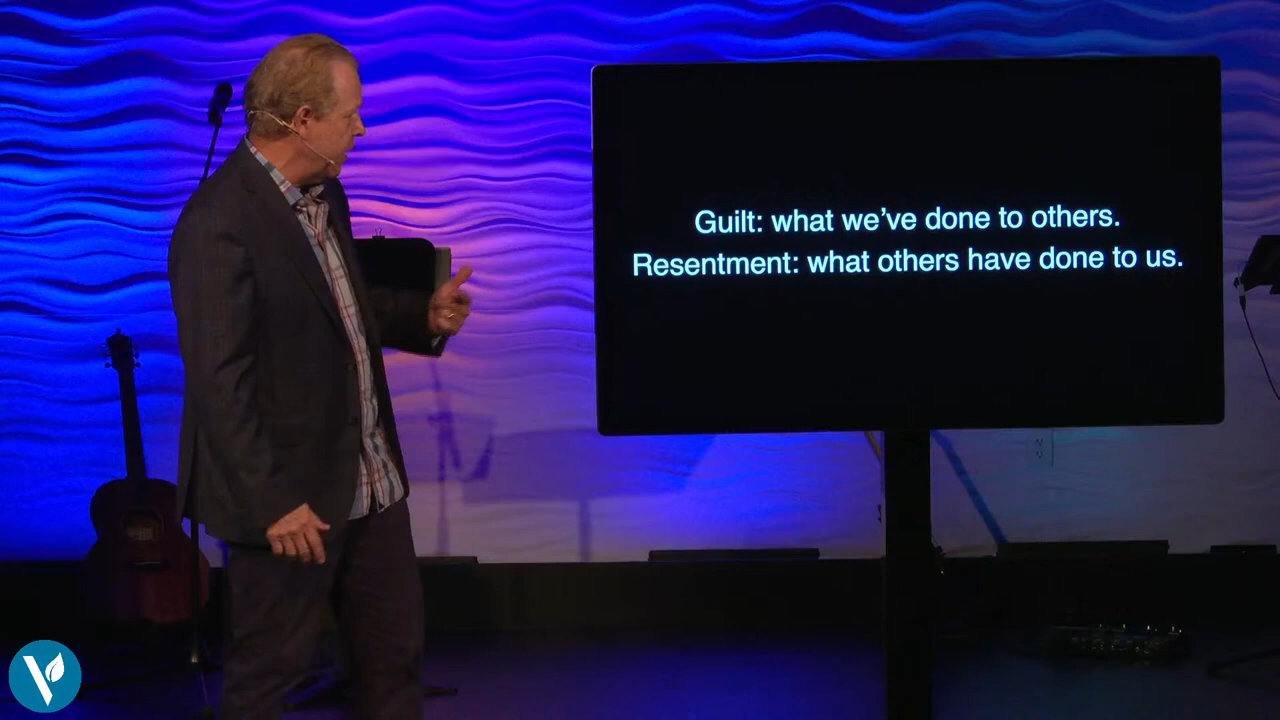 Guilt: what we've done to others.
Resentment: what others have done to us.